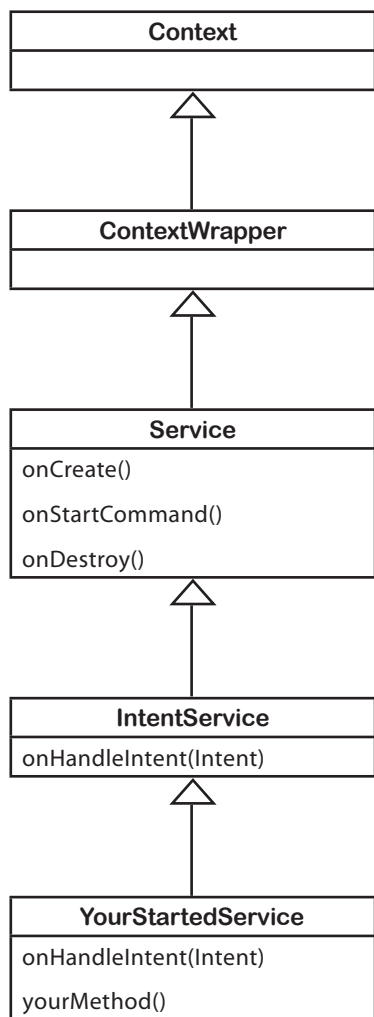 Context
ContextWrapper
Service
onCreate()
onStartCommand()
onDestroy()
IntentService
onHandleIntent(Intent)
YourStartedService
onHandleIntent(Intent)
yourMethod()